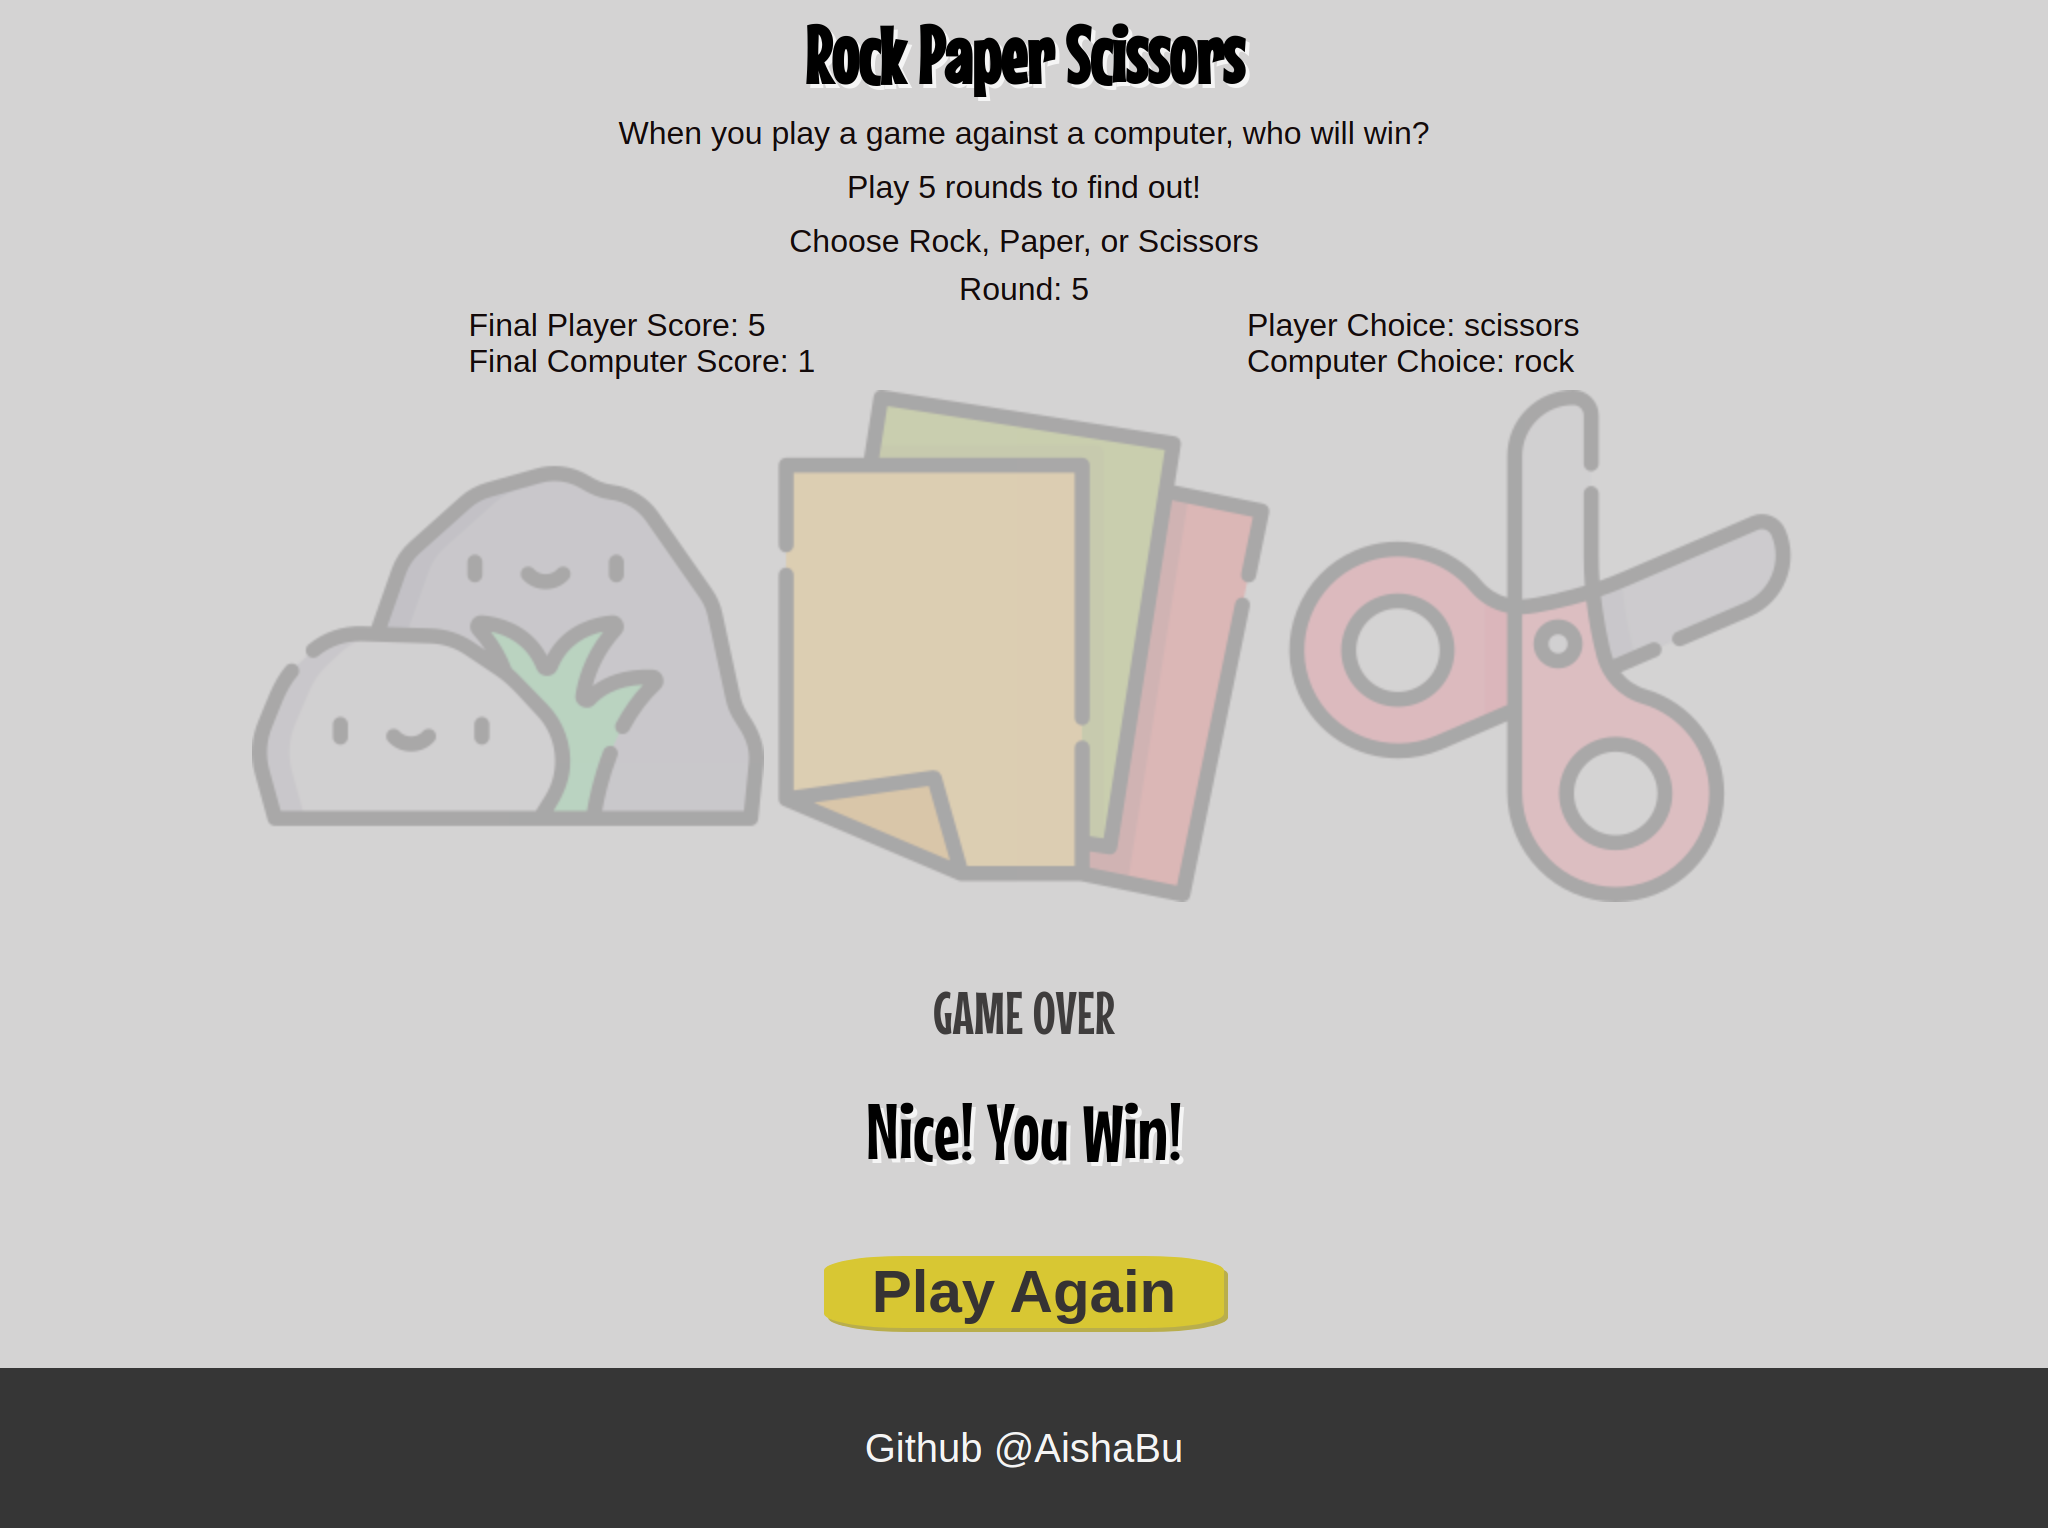 Rock Paper Scissors
When you play a game against a computer, who will win?
Play 5 rounds to find out!
Choose Rock, Paper, or Scissors
Round: 5
Final Player Score: 5
Final Computer Score: 1
Player Choice: scissors
Computer Choice: rock
GAME OVER
Nice! You Win!
Play Again
Github @AishaBu